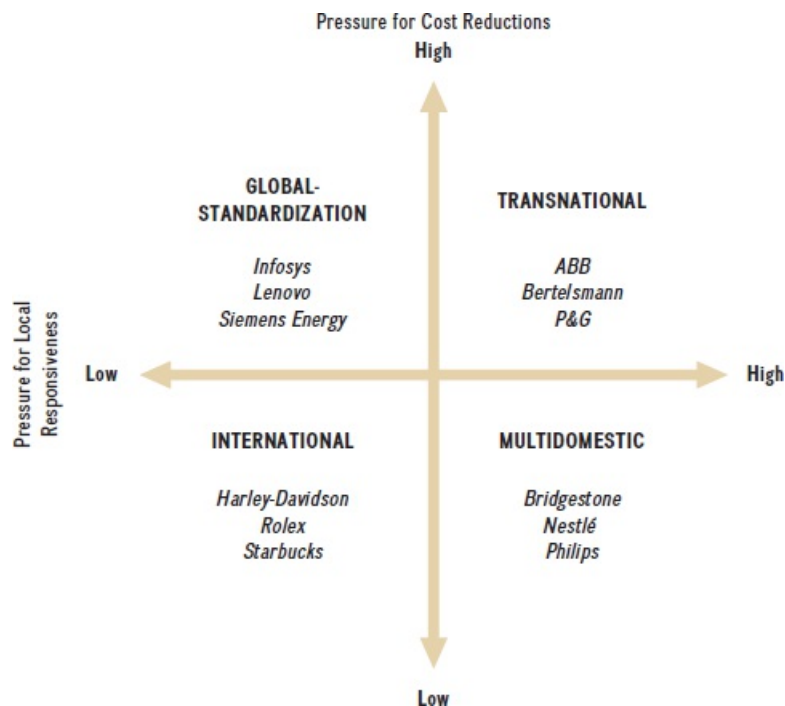 Pressure for Cost Reductions
High
GLOBAL-
STANDARDIZATION
Infosys
Lenovo
Siemens Energy
TRANSNATIONAL
ABB
Bertelsmann
P&G
Pressure for Local
Responsiveness
Low
High
INTERNATIONAL
Harley-Davidson
Rolex
Starbucks
MULTIDOMESTIC
Bridgestone
Nestlé
Philips
Low